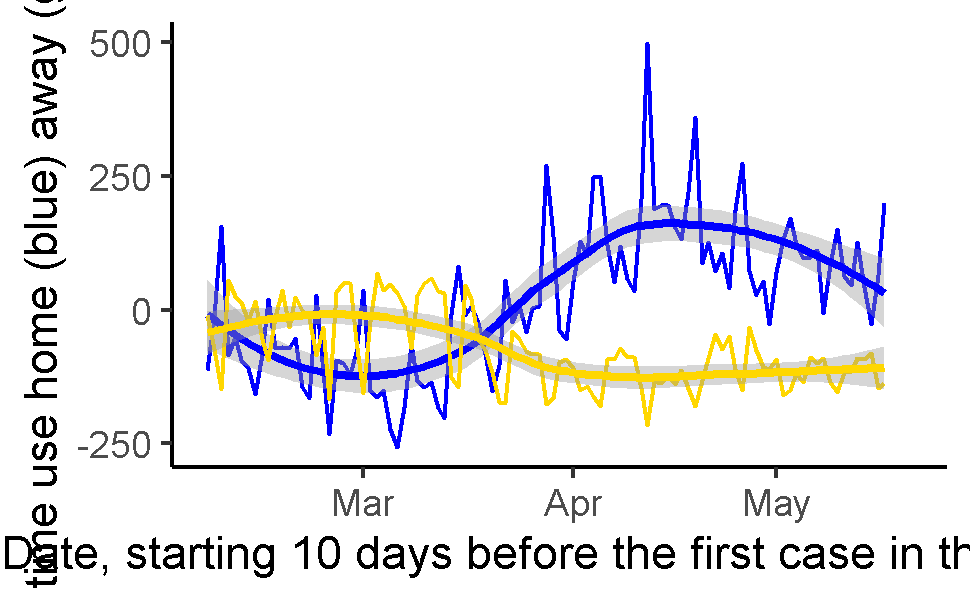 time use home (blue) away (
500
250
0
-250
Mar Apr May
Date, starting 10 days before the first case in th